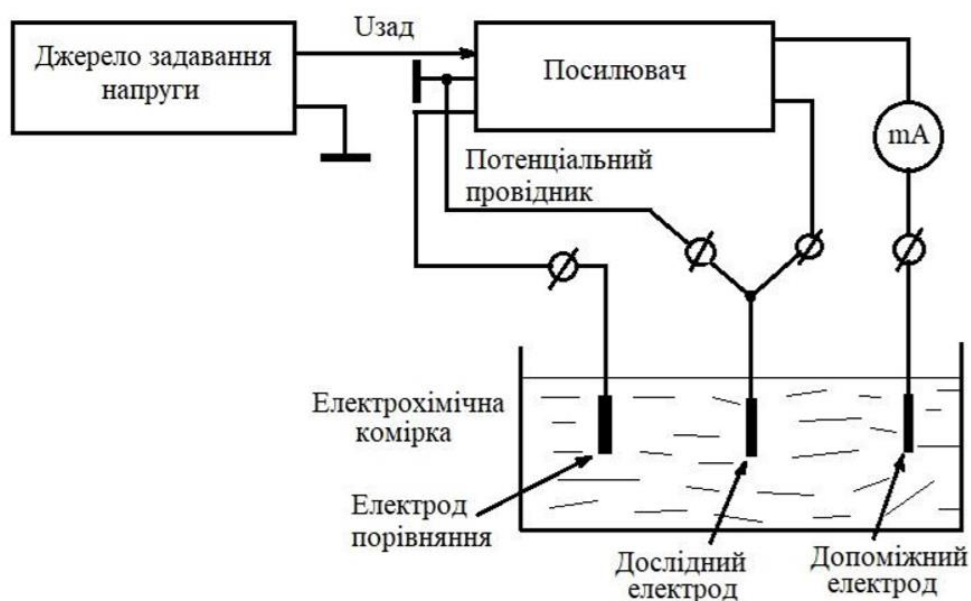 Uзад
Джерело задавання
напруги
Посилювач
mA
Потенціальний
провідник
Електрохімічна
комірка
Електрод
порівняння
Дослідний
електрод
Допоміжний
електрод